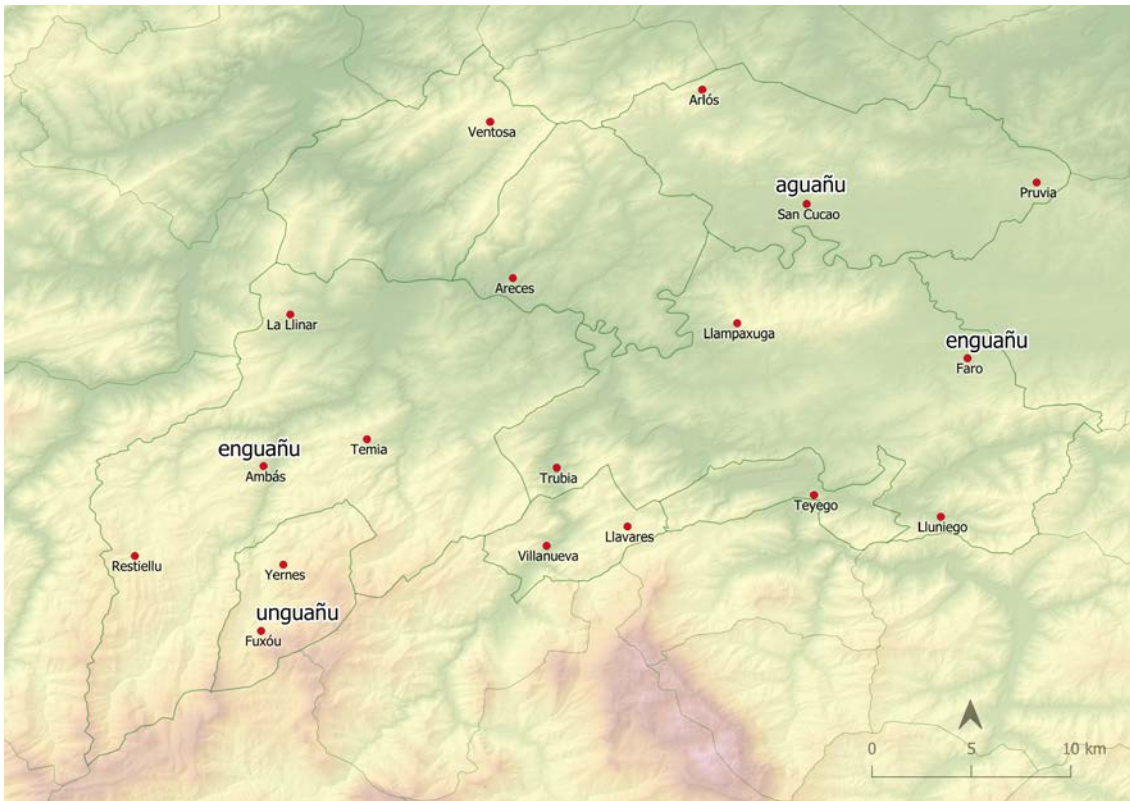 Arlós
Ventosa
aguañu
San Cucao
Pruvia
Areces
La Llinar
Llampaxuga
enguañu
Faro
enguañu
Ambás
Temia
Trubia
Teyego
Lluniego
Llavares
Villanueva
Restiellu
Yernes
unguañu
Fuxóu
0 5 10 km